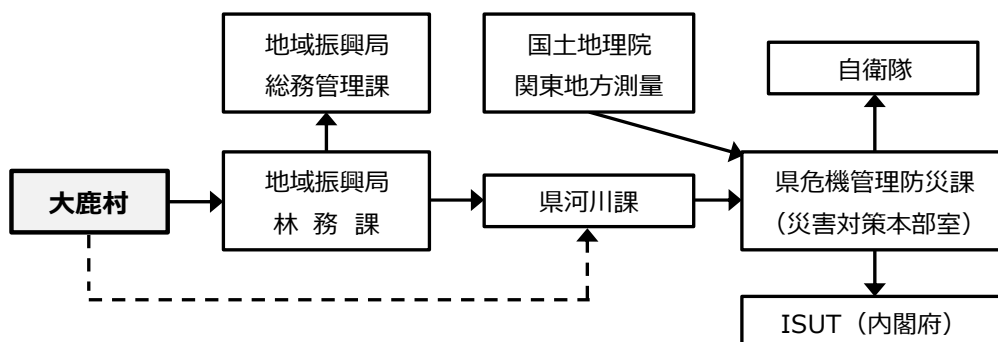 地域振興局
総務管理課
国土地理院
関東地方測量
自衛隊
大鹿村
地域振興局
林 務 課
県河川課
県危機管理防災課
（災害対策本部室）
ISUT（内閣府）